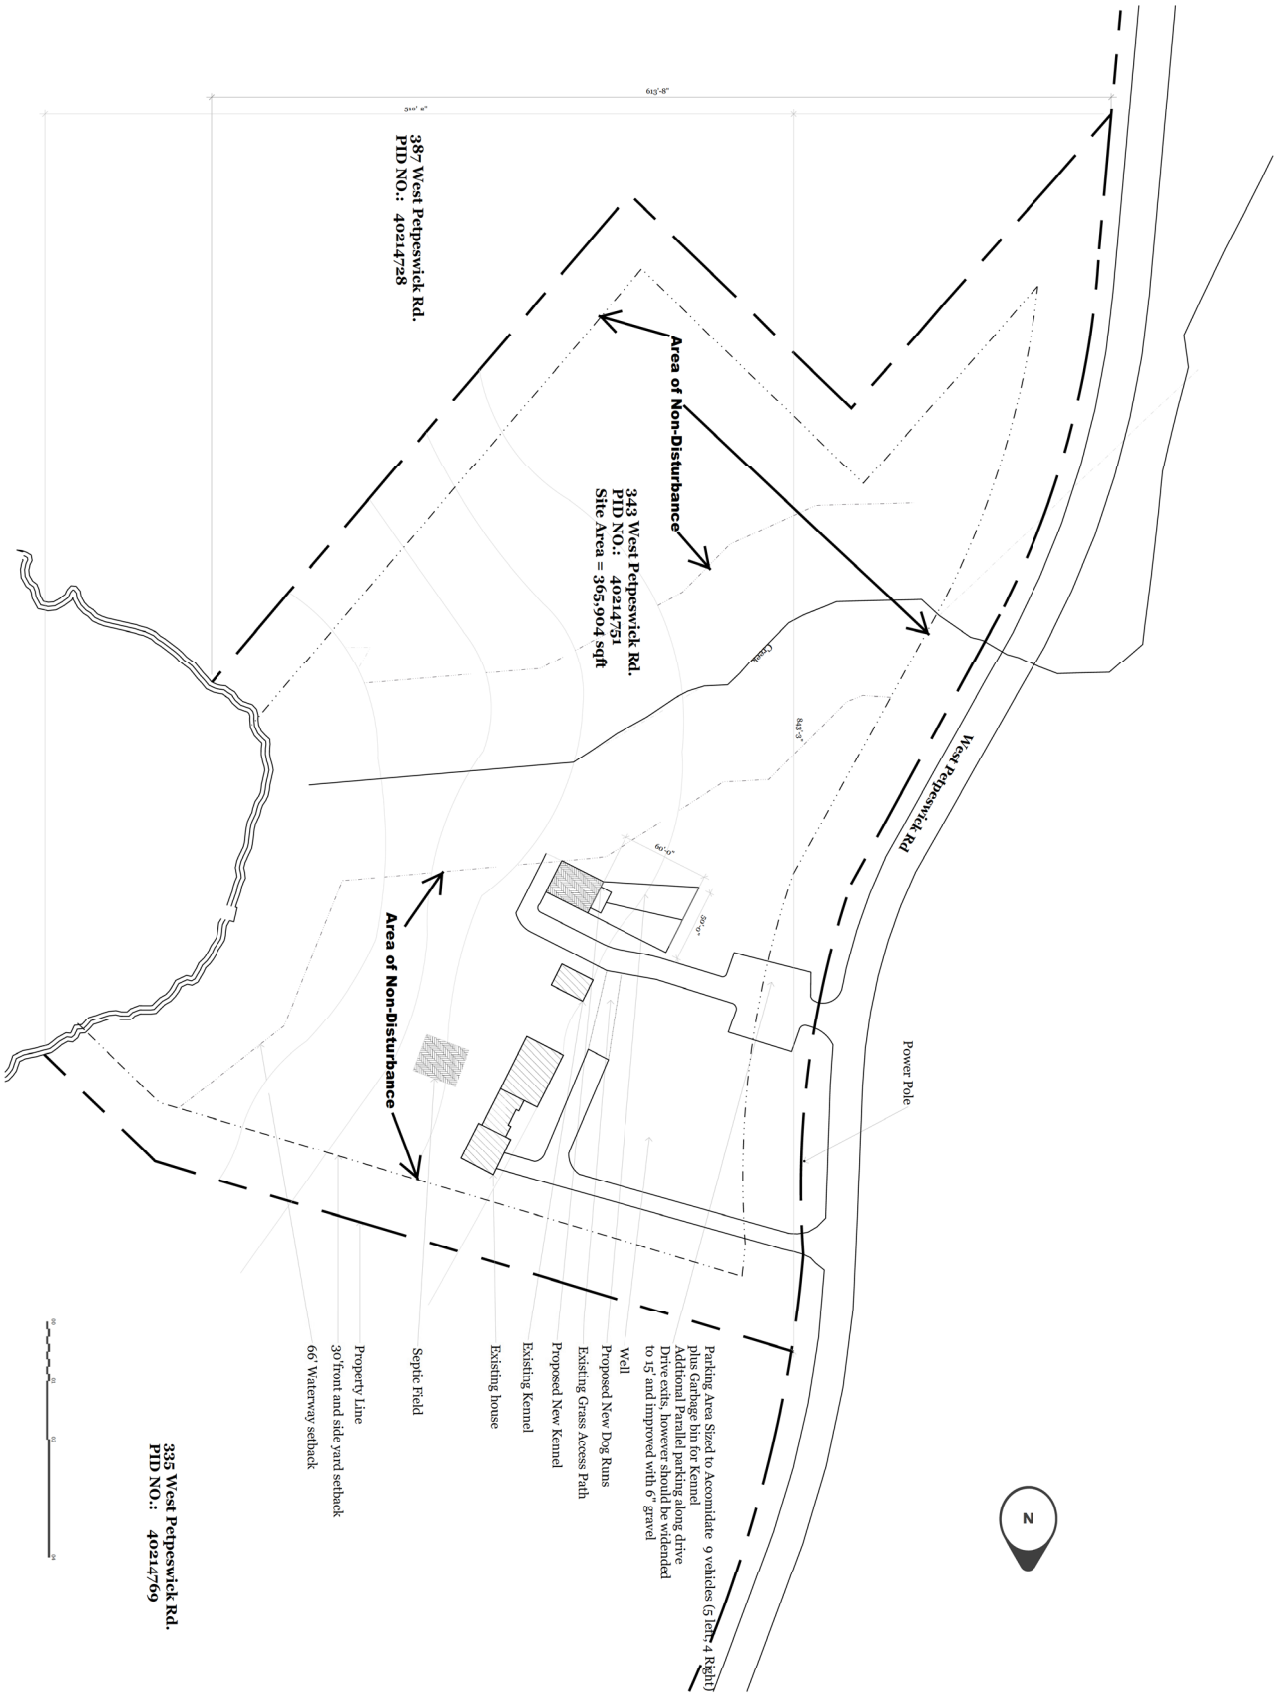 613'-8"
387 West Petpeswick Rd.
PID NO.: 40214728
Area of Non-Disturbance
343 West Petpeswick Rd.
PID NO.: 40214751
Site Area = 365,904 sqft
Creek
843'-3"
West Petpeswick Rd
60'-0"
50'-0"
Area of Non-Disturbance
Power Pole
Parking Area Sized to Accomidate 9 vehicles (5 left, 4 Right)
plus Garbage bin for Kennel
Addtional Parallel parking along drive
Drive exits, however should be widended
to 15' and improved with 6" gravel
Well
Proposed New Dog Runs
Existing Grass Access Path
Proposed New Kennel
Existing Kennel
Existing house
Septic Field
Property Line
30'front and side yard setback
66' Waterway setback
335 West Petpeswick Rd.
PID NO.: 40214769
N